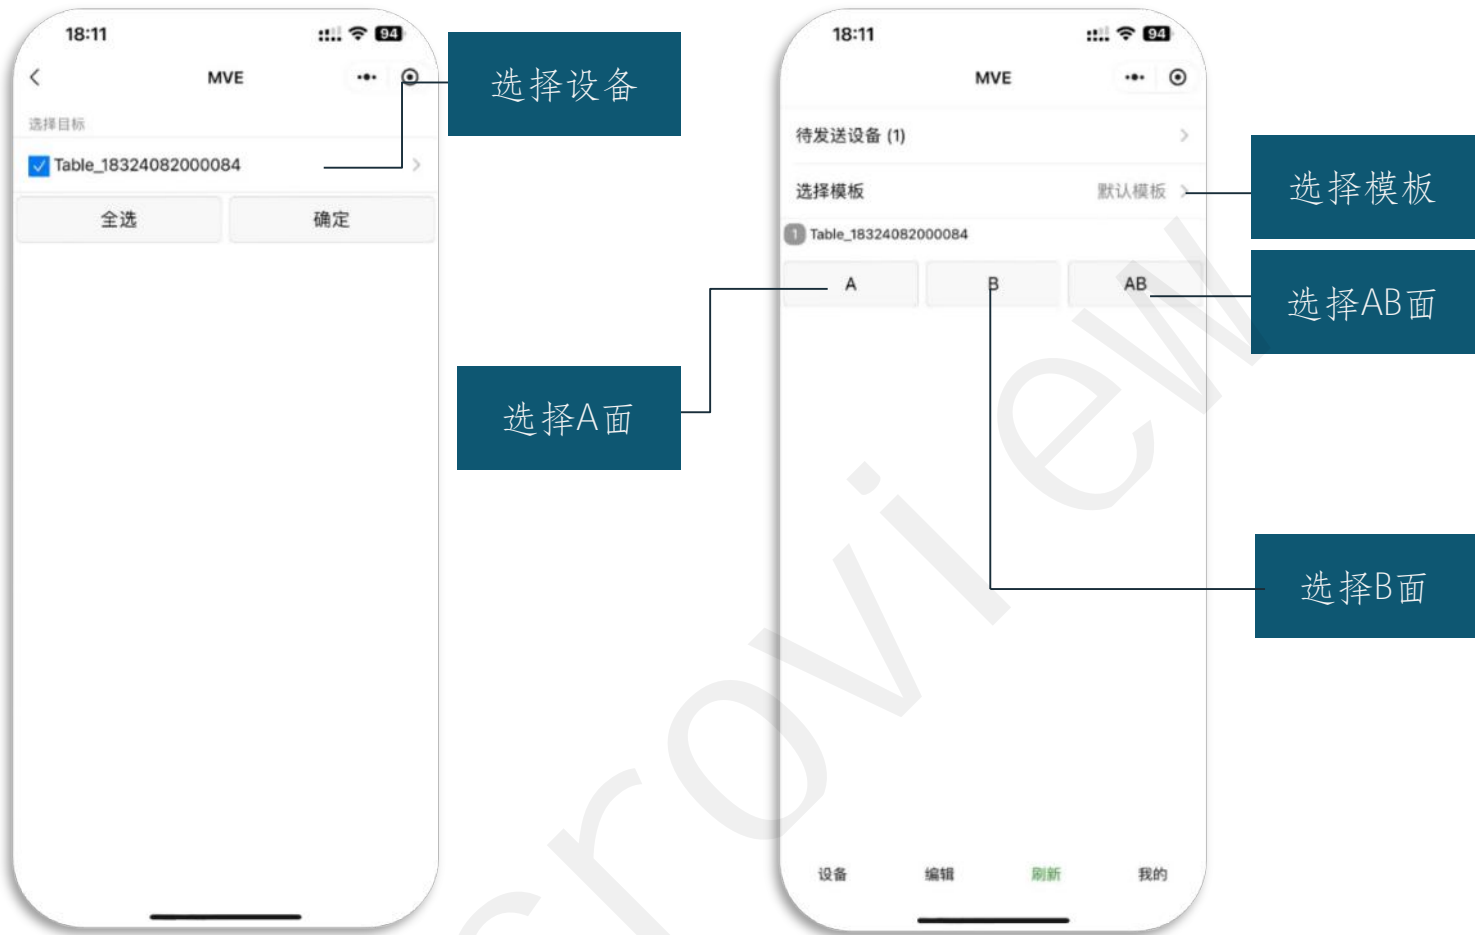 18:11
94
MVE
选择目标
Table_18324082000084
全选
确定
选择设备
选择A面
18:11
94
MVE
待发送设备 (1)
选择模板
默认模板
1 Table_18324082000084
A
B
AB
设备
编辑
刷新
我的
选择模板
选择AB面
选择B面
croview